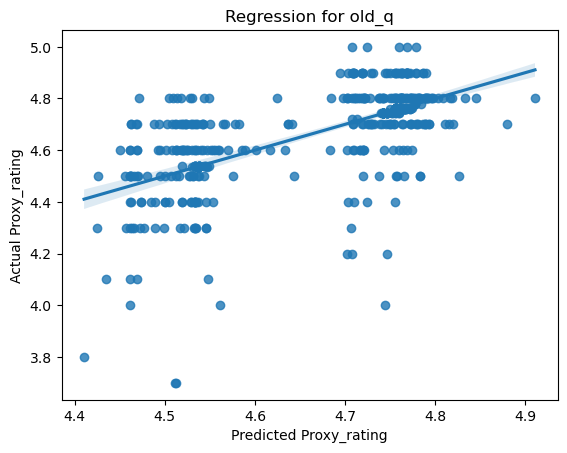 Regression for old_q
Actual Proxy_rating
5.0
4.8
4.6
4.4
4.2
4.0
3.8
4.4 4.5 4.6 4.7 4.8 4.9
Predicted Proxy_rating